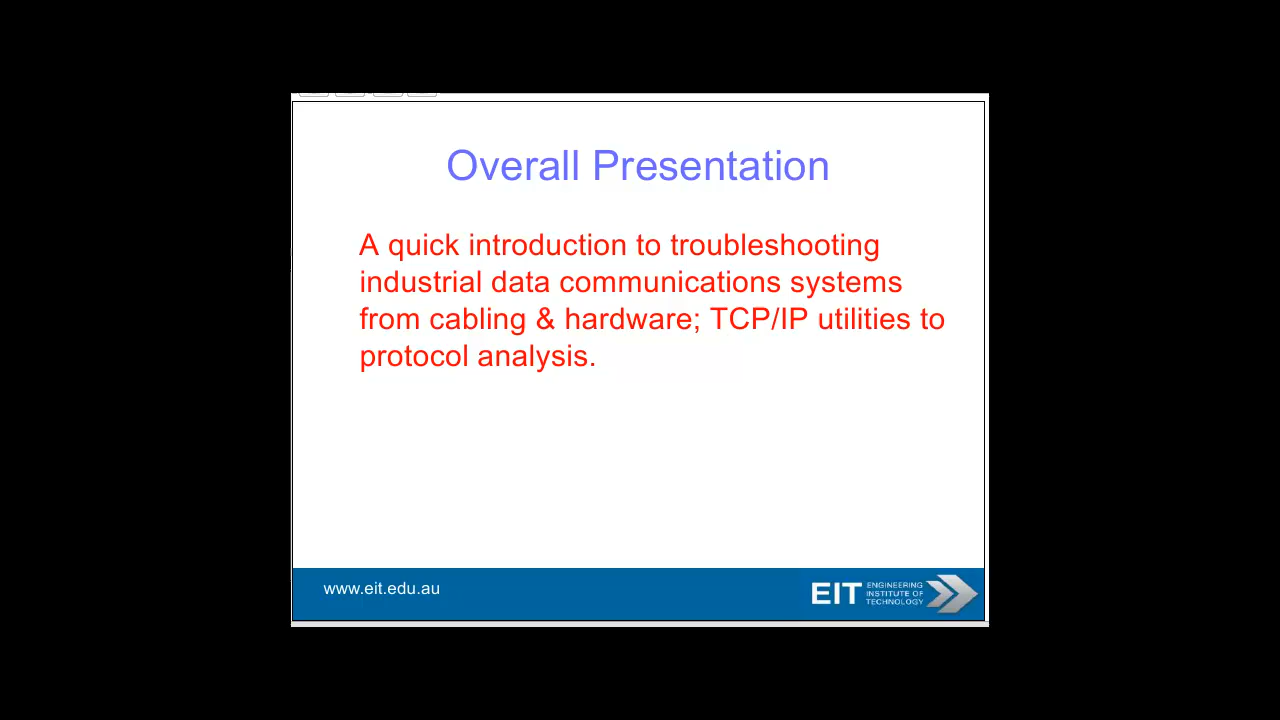 Overall Presentation
A quick introduction to troubleshooting
industrial data communications systems
from cabling & hardware; TCP/IP utilities to
protocol analysis.
www.eit.edu.au
EIT
ENGINEERING
INSTITUTE OF
TECHNOLOGY